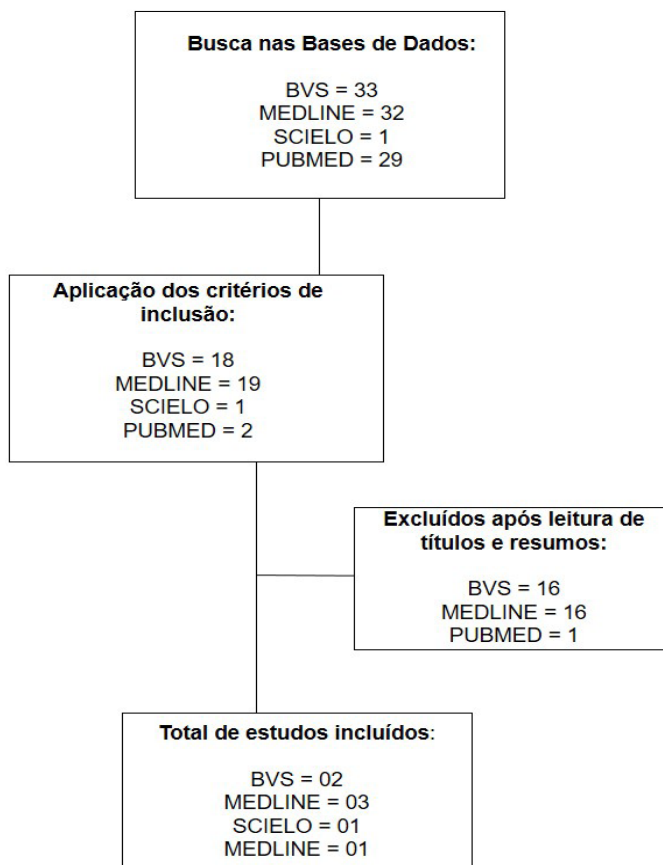 Busca nas Bases de Dados:
BVS = 33
MEDLINE = 32
SCIELO = 1
PUBMED = 29
Aplicação dos critérios de
inclusão:
BVS = 18
MEDLINE = 19
SCIELO = 1
PUBMED = 2
Excluídos após leitura de
títulos e resumos:
BVS = 16
MEDLINE = 16
PUBMED = 1
Total de estudos incluídos:
BVS = 02
MEDLINE = 03
SCIELO = 01
MEDLINE = 01